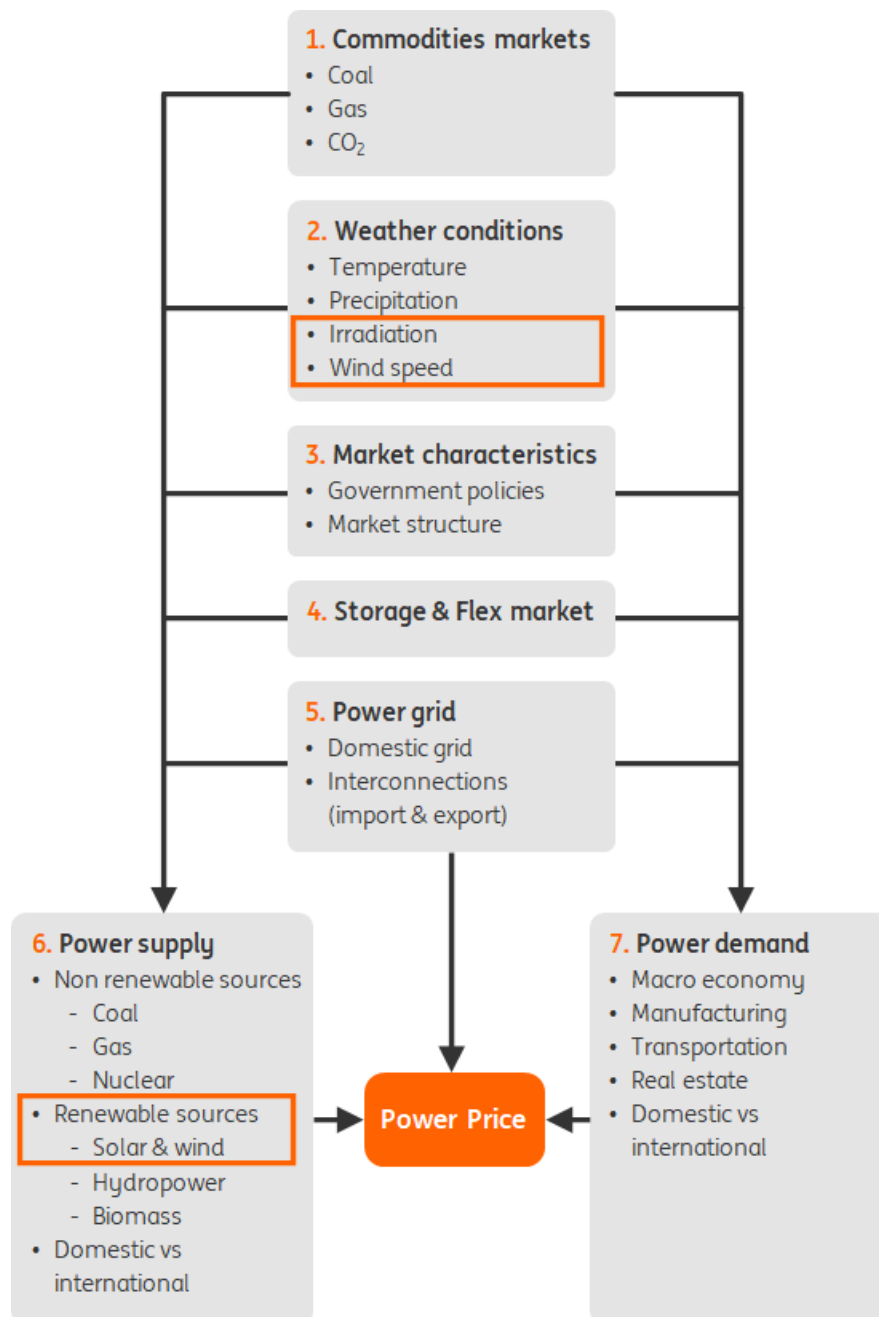 1. Commodities markets
• Coal
• Gas
• CO₂
2. Weather conditions
• Temperature
• Precipitation
• Irradiation
• Wind speed
3. Market characteristics
• Government policies
• Market structure
4. Storage & Flex market
5. Power grid
• Domestic grid
• Interconnections
(import & export)
6. Power supply
• Non renewable sources
- Coal
- Gas
- Nuclear
• Renewable sources
- Solar & wind
- Hydropower
- Biomass
• Domestic vs
international
Power Price
7. Power demand
• Macro economy
• Manufacturing
• Transportation
• Real estate
• Domestic vs
international